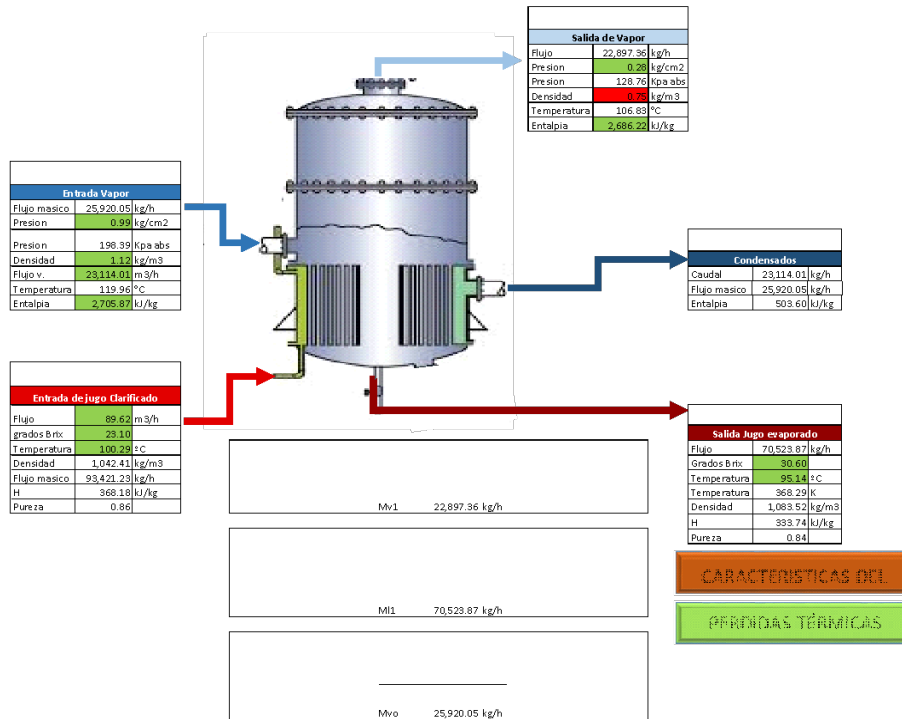 Salida de Vapor
Flujo 22,897.36 kg/h
Presion 0.28 kg/cm2
Presion 128.76 Kpa abs
Densidad 0.75 kg/m3
Temperatura 106.83 °C
Entalpia 2,686.22 kJ/kg
Entrada Vapor
Flujo masico 25,920.05 kg/h
Presion 0.99 kg/cm2
Presion 198.39 Kpa abs
Densidad 1.12 kg/m3
Flujo v. 23,114.01 m3/h
Temperatura 119.96 °C
Entalpia 2,705.87 kJ/kg
Condensados
Caudal 23,114.01 kg/h
Flujo masico 25,920.05 kg/h
Entalpia 503.60 kJ/kg
Entrada de jugo Clarificado
Flujo 89.62 m3/h
grados Brix 23.10
Temperatura 100.29 ºC
Densidad 1,042.41 kg/m3
Flujo masico 93,421.23 kg/h
H 368.18 kJ/kg
Pureza 0.86
Salida Jugo evaporado
Flujo 70,523.87 kg/h
Grados Brix 30.60
Temperatura 95.14 ºC
Temperatura 368.29 K
Densidad 1,083.52 kg/m3
H 333.74 kJ/kg
Pureza 0.84
Mv1 22,897.36 kg/h
Ml1 70,523.87 kg/h
Mvo 25,920.05 kg/h
CARACTERISTICAS DEL
PERDIDAS TÉRMICAS